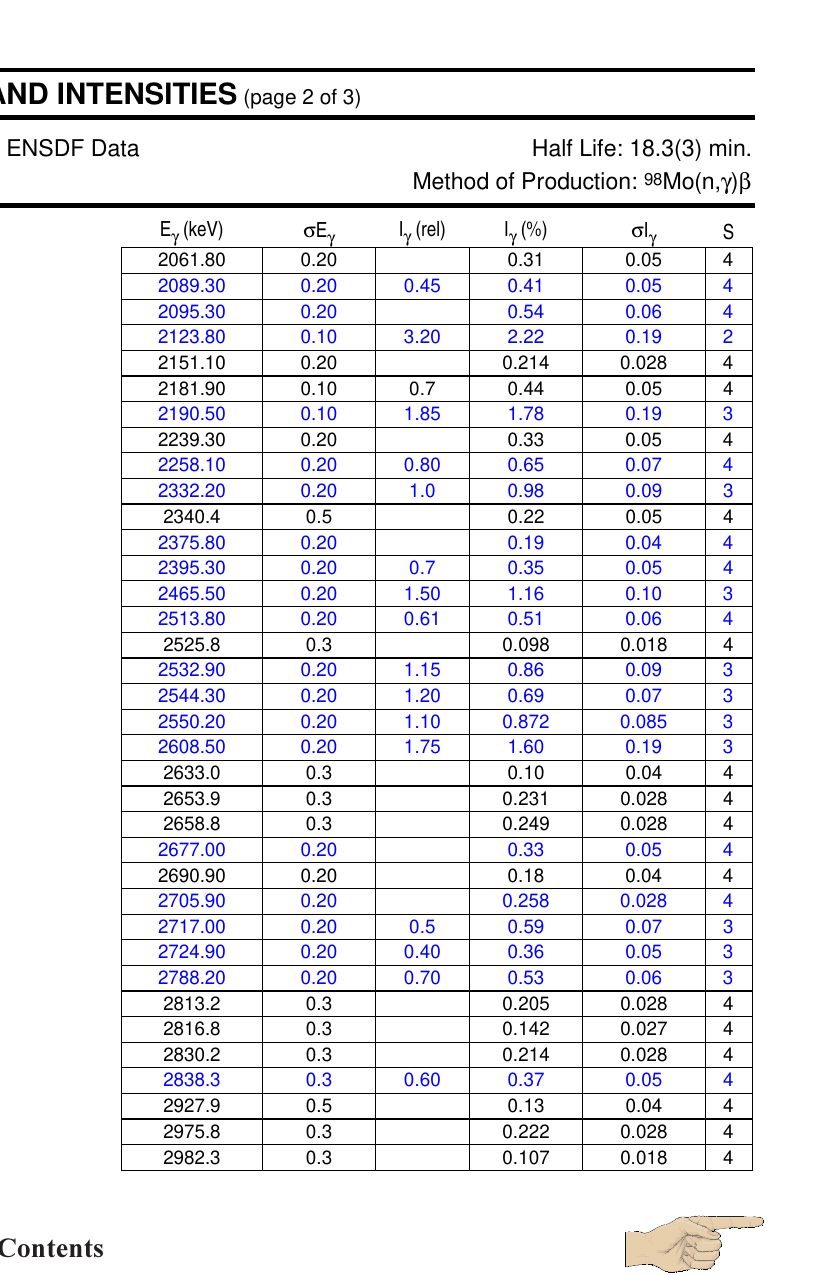 AND INTENSITIES (page 2 of 3)
ENSDF Data Half Life: 18.3(3) min.
Method of Production: ⁹⁸Mo(n,γ)β
Eγ (keV) σEγ Iγ (rel) Iγ (%) σIγ S
2061.80 0.20 0.31 0.05 4
2089.30 0.20 0.45 0.41 0.05 4
2095.30 0.20 0.54 0.06 4
2123.80 0.10 3.20 2.22 0.19 2
2151.10 0.20 0.214 0.028 4
2181.90 0.10 0.7 0.44 0.05 4
2190.50 0.10 1.85 1.78 0.19 3
2239.30 0.20 0.33 0.05 4
2258.10 0.20 0.80 0.65 0.07 4
2332.20 0.20 1.0 0.98 0.09 3
2340.4 0.5 0.22 0.05 4
2375.80 0.20 0.19 0.04 4
2395.30 0.20 0.7 0.35 0.05 4
2465.50 0.20 1.50 1.16 0.10 3
2513.80 0.20 0.61 0.51 0.06 4
2525.8 0.3 0.098 0.018 4
2532.90 0.20 1.15 0.86 0.09 3
2544.30 0.20 1.20 0.69 0.07 3
2550.20 0.20 1.10 0.872 0.085 3
2608.50 0.20 1.75 1.60 0.19 3
2633.0 0.3 0.10 0.04 4
2653.9 0.3 0.231 0.028 4
2658.8 0.3 0.249 0.028 4
2677.00 0.20 0.33 0.05 4
2690.90 0.20 0.18 0.04 4
2705.90 0.20 0.258 0.028 4
2717.00 0.20 0.5 0.59 0.07 3
2724.90 0.20 0.40 0.36 0.05 3
2788.20 0.20 0.70 0.53 0.06 3
2813.2 0.3 0.205 0.028 4
2816.8 0.3 0.142 0.027 4
2830.2 0.3 0.214 0.028 4
2838.3 0.3 0.60 0.37 0.05 4
2927.9 0.5 0.13 0.04 4
2975.8 0.3 0.222 0.028 4
2982.3 0.3 0.107 0.018 4
Contents